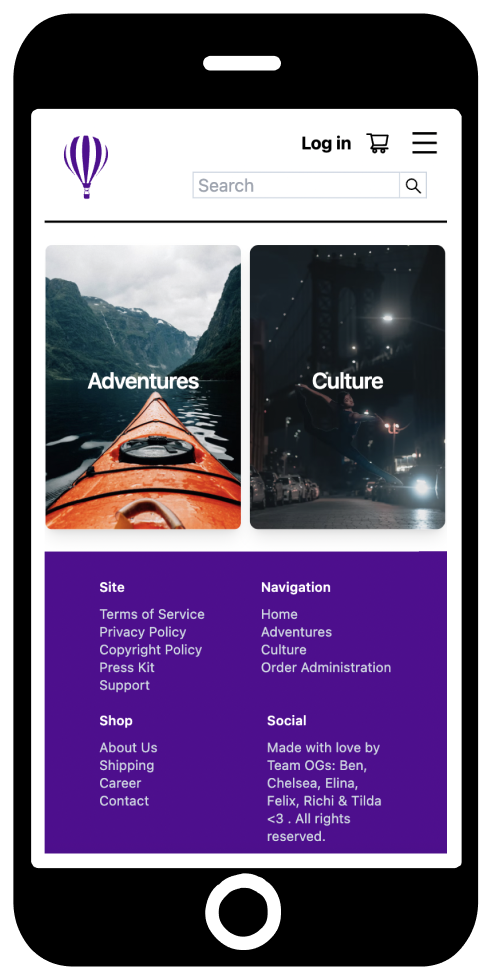 Log in
Search
Adventures
Culture
Site
Terms of Service
Privacy Policy
Copyright Policy
Press Kit
Support
Navigation
Home
Adventures
Culture
Order Administration
Shop
About Us
Shipping
Career
Contact
Social
Made with love by
Team OGs: Ben,
Chelsea, Elina,
Felix, Richi & Tilda
<3 . All rights
reserved.